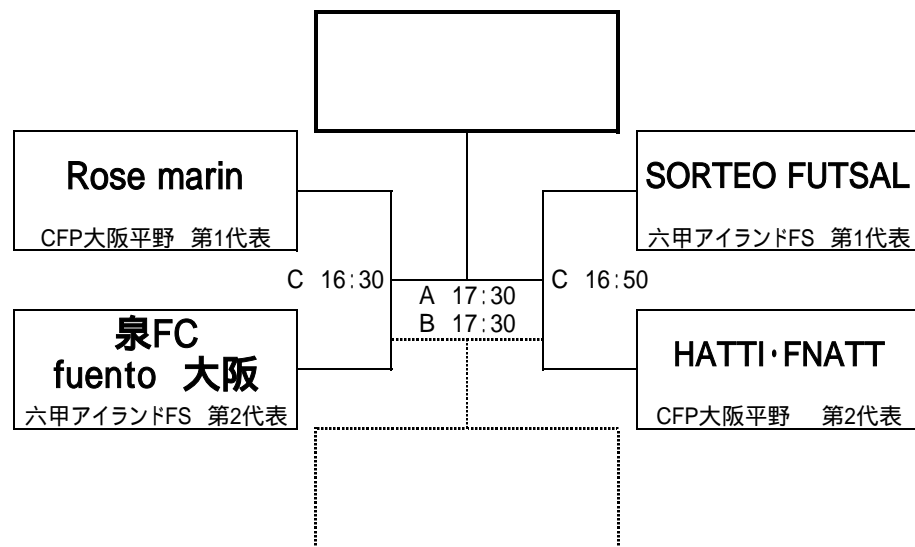 Rose marin
CFP大阪平野 第1代表
SORTEO FUTSAL
六甲アイランドFS 第1代表
C 16:30
A 17:30
B 17:30
C 16:50
泉FC
fuento 大阪
六甲アイランドFS 第2代表
HATTI・FNATT
CFP大阪平野 第2代表